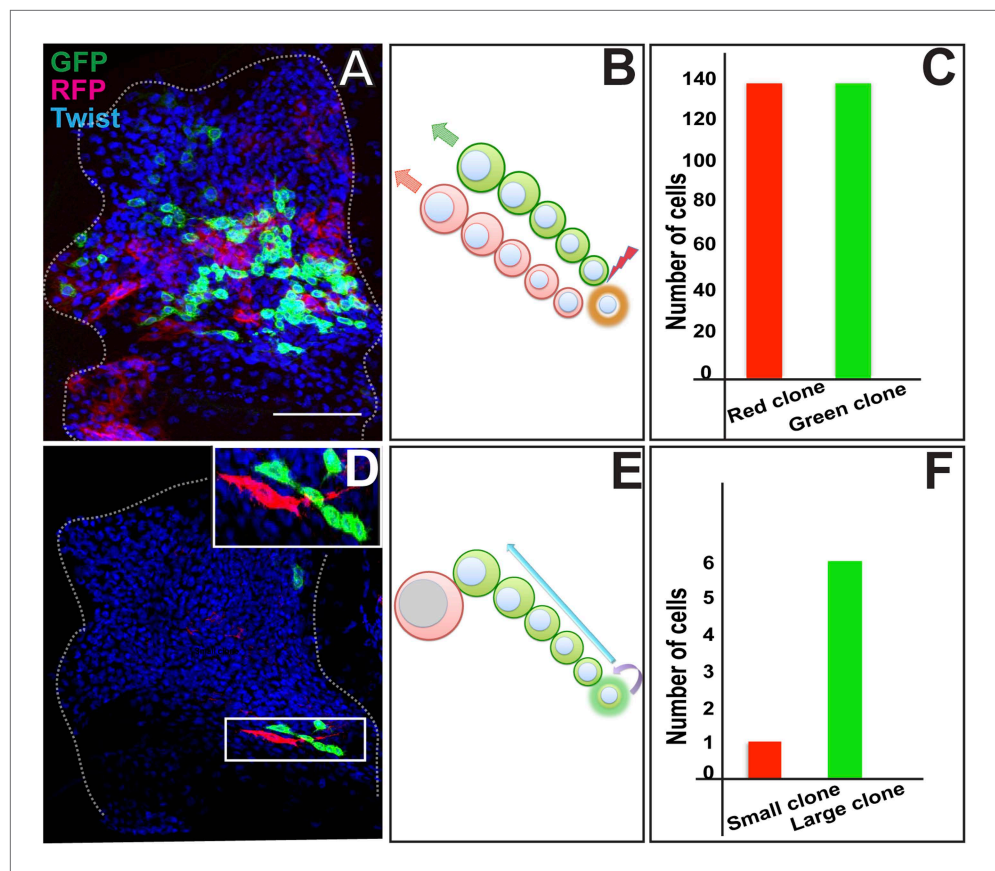 GFP
RFP
Twist
A
B
C
Number of cells
140
120
100
80
60
40
20
0
Red clone
Green clone
D
E
F
Number of cells
6
5
4
3
2
1
0
Small clone
Large clone